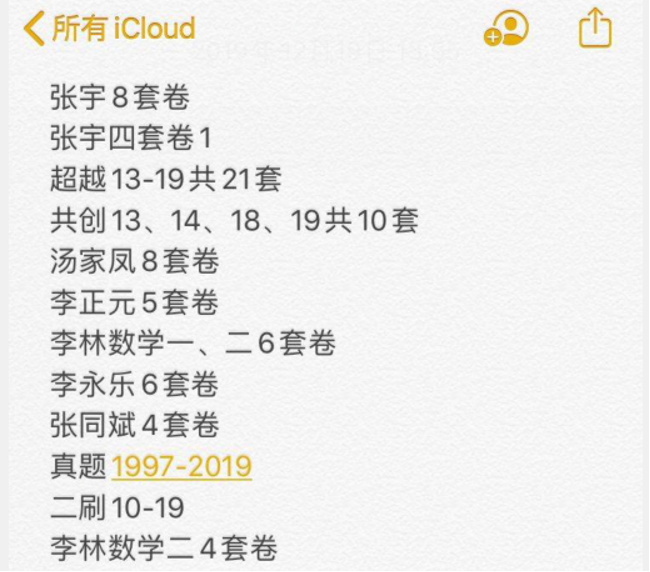 所有 iCloud
张宇8套卷
张宇四套卷1
超越13-19共21套
共创13、14、18、19共10套
汤家凤8套卷
李正元5套卷
李林数学一、二6套卷
李永乐6套卷
张同斌4套卷
真题1997-2019
二刷10-19
李林数学二4套卷